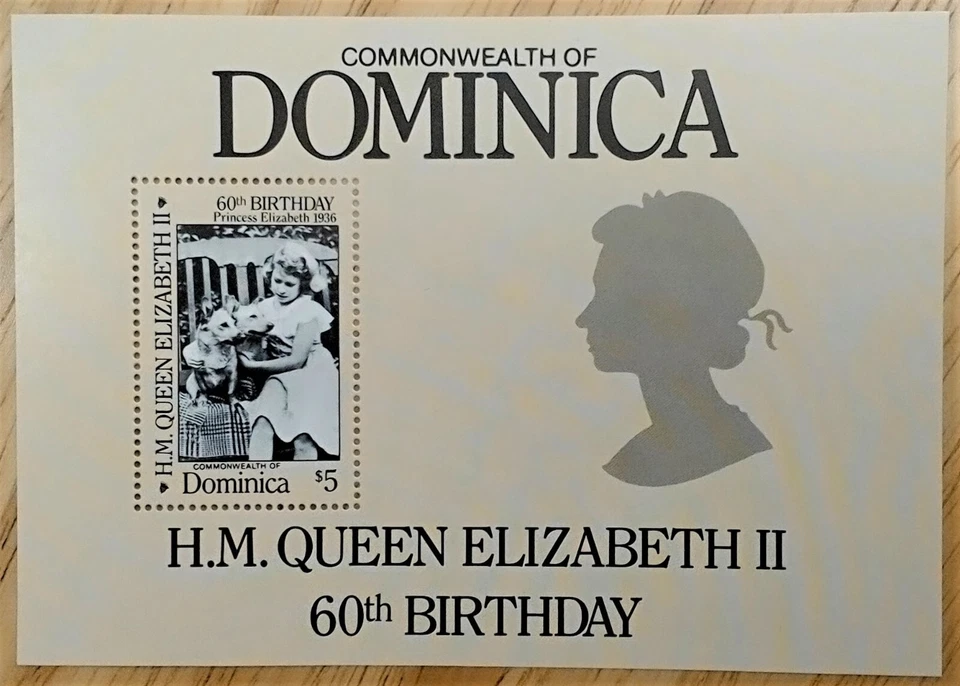 COMMONWEALTH OF
DOMINICA
60th BIRTHDAY
Princess Elizabeth 1936
H.M. QUEEN ELIZABETH II
COMMONWEALTH OF
Dominica $5
H.M. QUEEN ELIZABETH II
60th BIRTHDAY